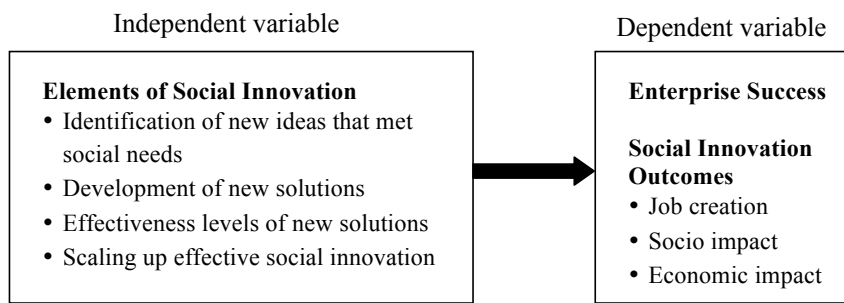 Independent variable
Dependent variable
Elements of Social Innovation
• Identification of new ideas that met
social needs
• Development of new solutions
• Effectiveness levels of new solutions
• Scaling up effective social innovation
Enterprise Success
Social Innovation
Outcomes
• Job creation
• Socio impact
• Economic impact